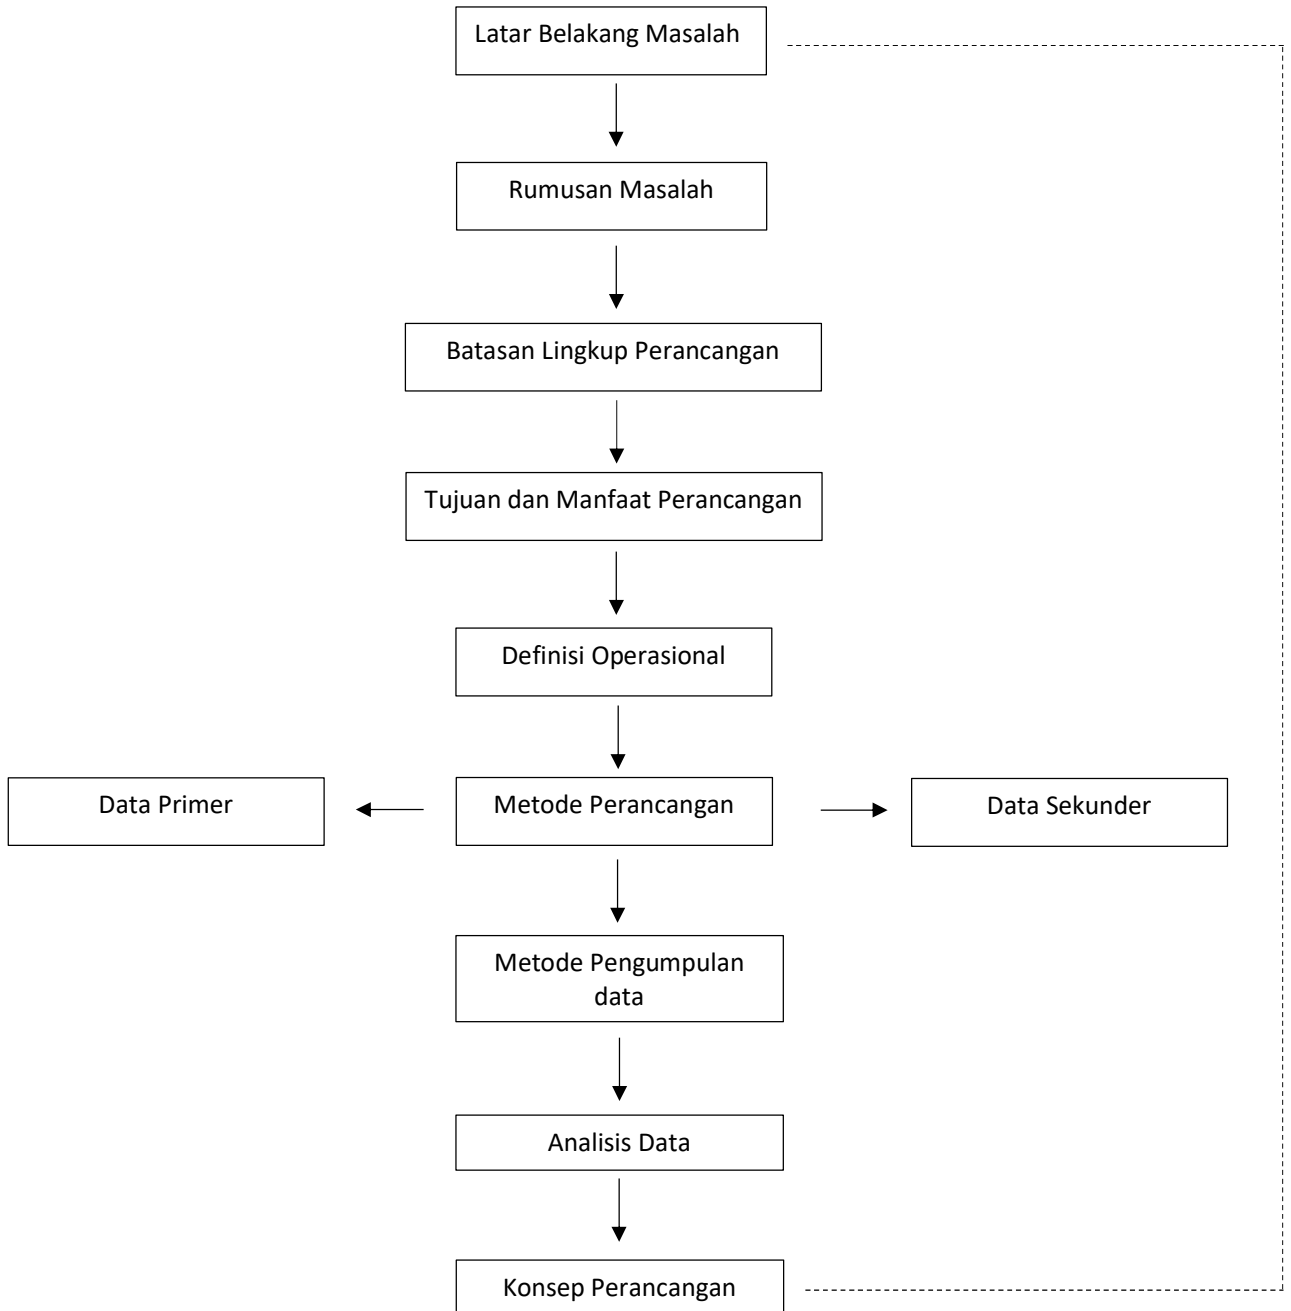 Latar Belakang Masalah
Rumusan Masalah
Batasan Lingkup Perancangan
Tujuan dan Manfaat Perancangan
Definisi Operasional
Data Primer
Metode Perancangan
Data Sekunder
Metode Pengumpulan
data
Analisis Data
Konsep Perancangan